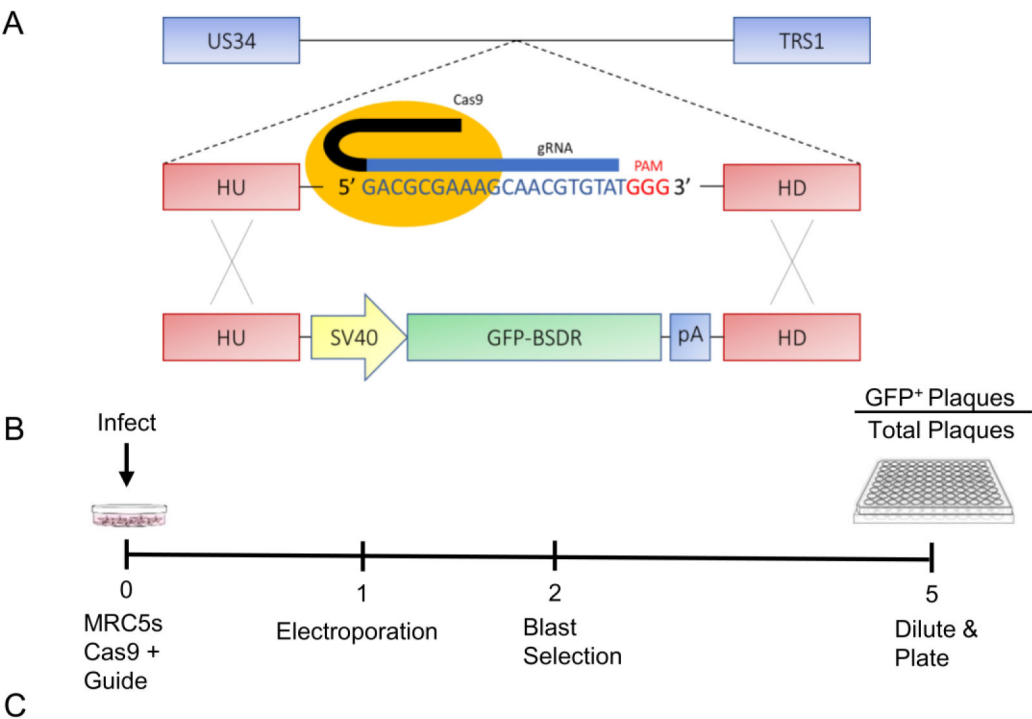 A
US34
TRS1
Cas9
gRNA
PAM
HU
5’ GACGCGAAAGCAACGTGTATGGG 3’
HD
HU
SV40
GFP-BSDR
pA
HD
B
Infect
GFP⁺ Plaques
Total Plaques
0
1
2
5
MRC5s
Cas9 +
Guide
Electroporation
Blast
Selection
Dilute &
Plate
C